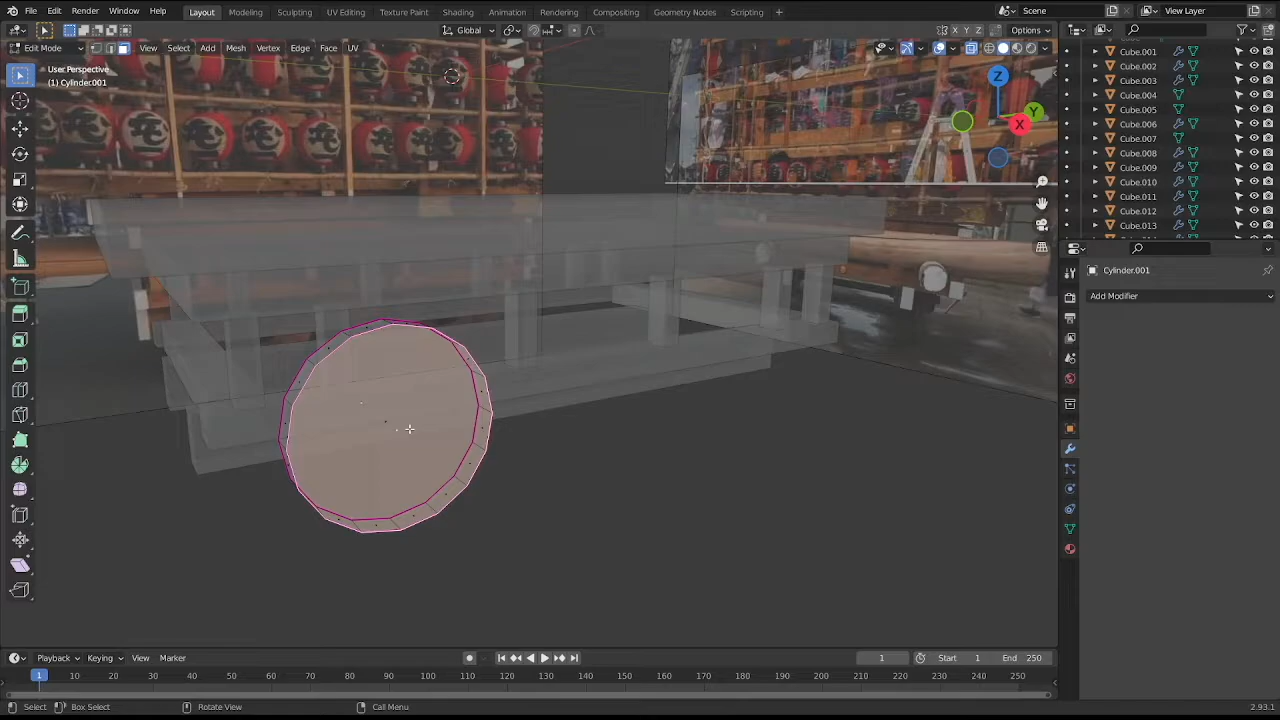 File Edit Render Window Help Layout Modeling Sculpting UV Editing Texture Paint Shading Animation Rendering Compositing Geometry Nodes Scripting + Scene View Layer
Global X Y Z Options
Edit Mode View Select Add Mesh Vertex Edge Face UV
User Perspective
(1) Cylinder.001
Z
Y
X
Cube.001
Cube.002
Cube.003
Cube.004
Cube.005
Cube.006
Cube.007
Cube.008
Cube.009
Cube.010
Cube.011
Cube.012
Cube.013
Cylinder.001
Add Modifier
Playback Keying View Marker 1 Start 1 End 250
1 10 20 30 40 50 60 70 80 90 100 110 120 130 140 150 160 170 180 190 200 210 220 230 240 250
Select Box Select Rotate View Call Menu 2.93.1